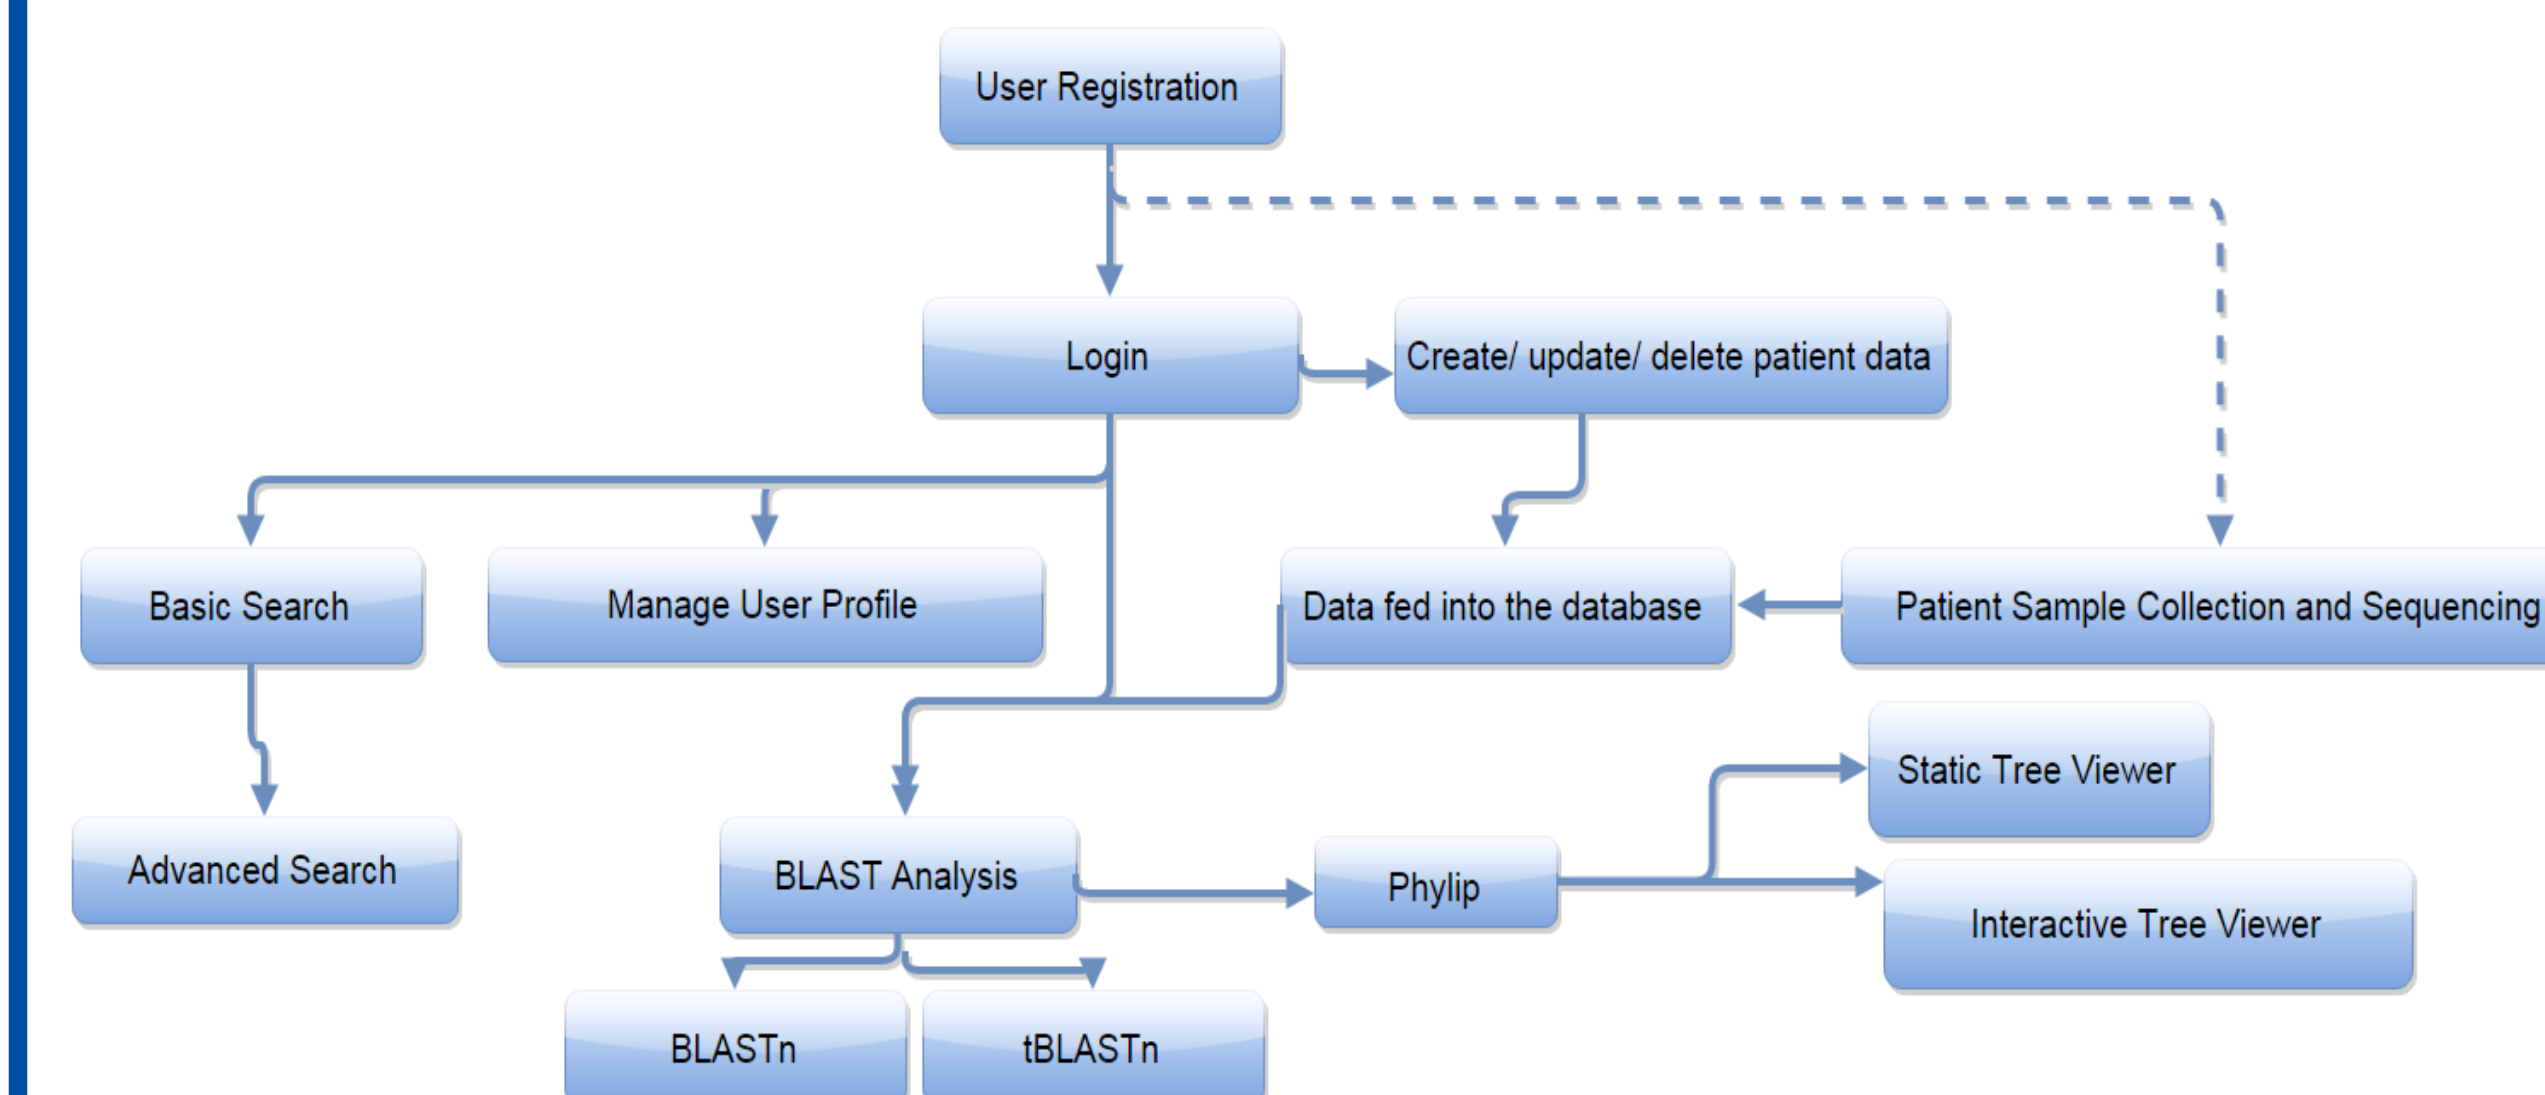 User Registration
Login
Create/ update/ delete patient data
Basic Search
Manage User Profile
Data fed into the database
Patient Sample Collection and Sequencing
Static Tree Viewer
Advanced Search
BLAST Analysis
Phylip
Interactive Tree Viewer
BLASTn
tBLASTn